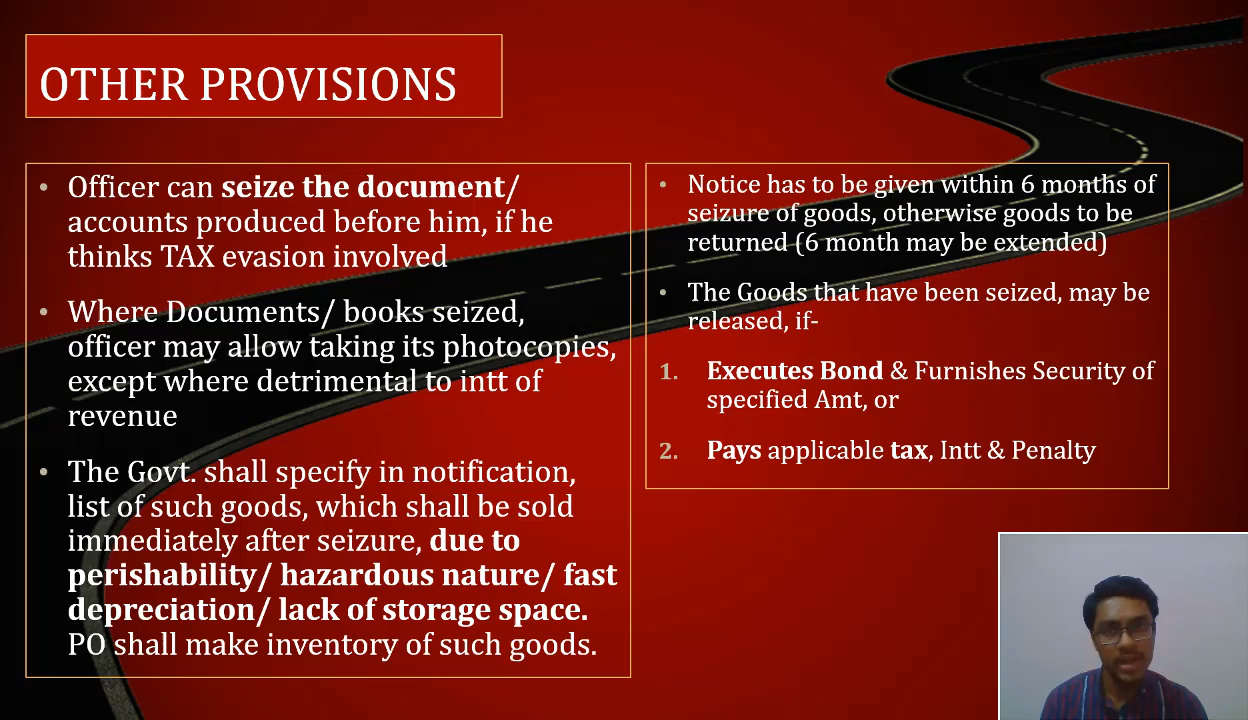 OTHER PROVISIONS
• Officer can seize the document/
accounts produced before him, if he
thinks TAX evasion involved
• Where Documents/ books seized,
officer may allow taking its photocopies,
except where detrimental to intt of
revenue
• The Govt. shall specify in notification,
list of such goods, which shall be sold
immediately after seizure, due to
perishability/ hazardous nature/ fast
depreciation/ lack of storage space.
PO shall make inventory of such goods.
• Notice has to be given within 6 months of
seizure of goods, otherwise goods to be
returned (6 month may be extended)
• The Goods that have been seized, may be
released, if-
1. Executes Bond & Furnishes Security of
specified Amt, or
2. Pays applicable tax, Intt & Penalty